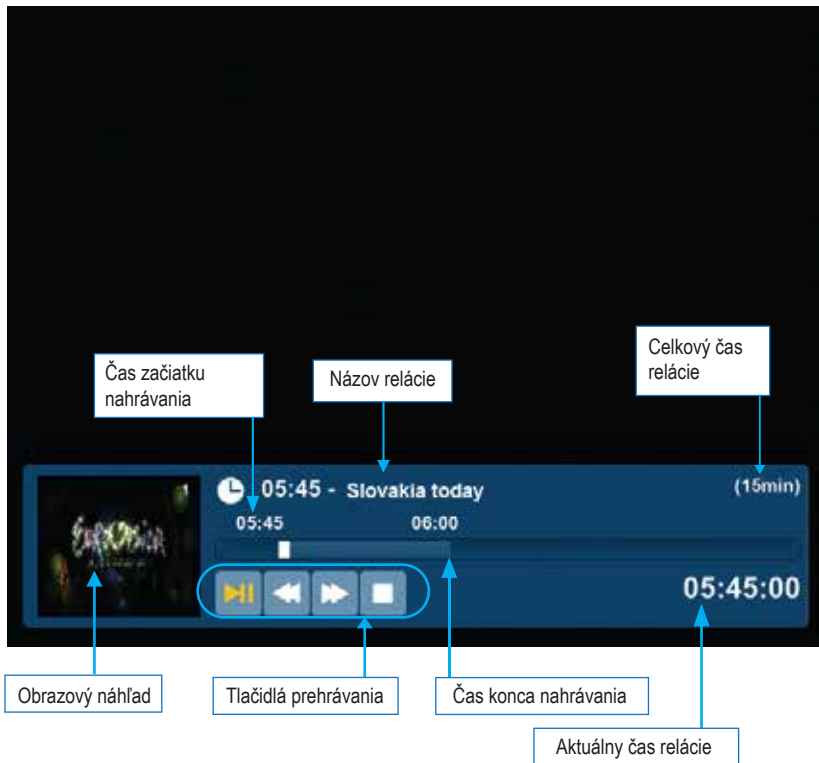 Celkový čas
relácie
Čas začiatku
nahrávania
Názov relácie
05:45 - Slovakia today
(15min)
05:45 06:00
05:45:00
Obrazový náhľad
Tlačidlá prehrávania
Čas konca nahrávania
Aktuálny čas relácie